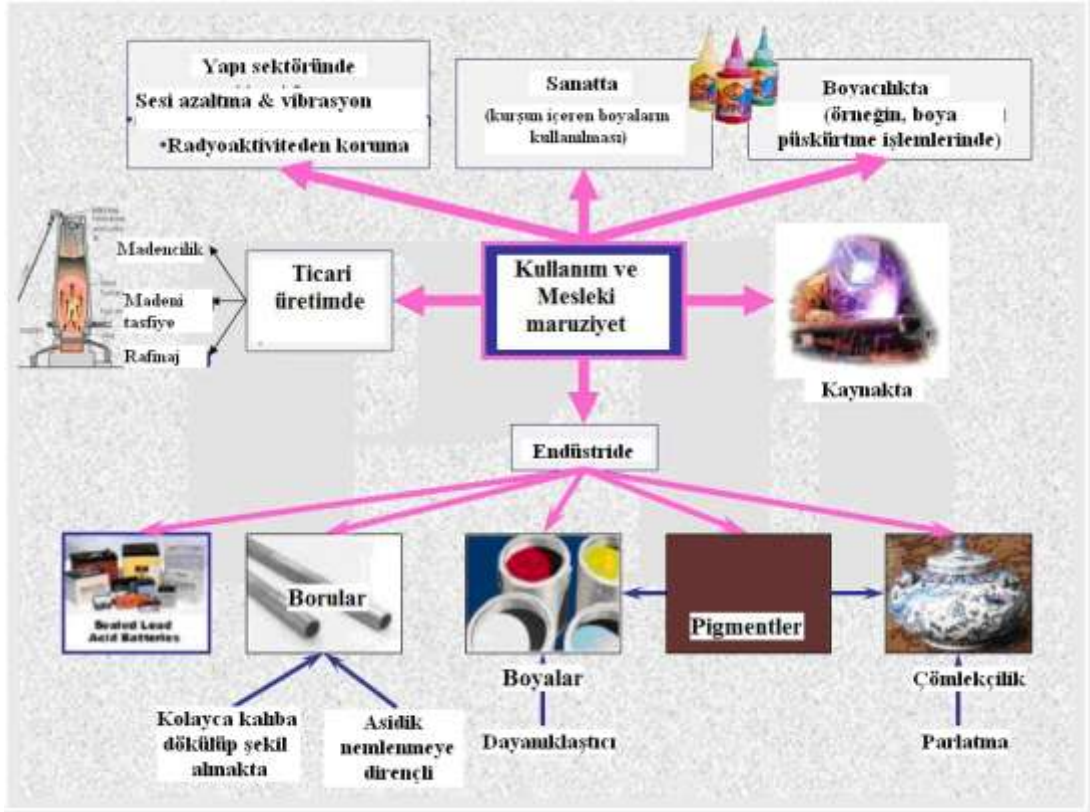 Yapı sektöründe
Sesi azaltma & vibrasyon
•Radyoaktiviteden koruma
Sanatta
(kurşun içeren boyaların
kullanılması)
Boyacılıkta
(örneğin, boya
püskürtme işlemlerinde)
Madencilik
Madeni
tasfiye
Rafinaj
Ticari
üretimde
Kullanım ve
Mesleki
maruziyet
Kaynakta
Endüstride
Sealed Lead
Acid Batteries
Borular
Boyalar
Pigmentler
Çömlekçilik
Kolayca kalıba
dökülüp şekil
almakta
Asidik
nemlenmeye
dirençli
Dayanıklaştıcı
Parlatma